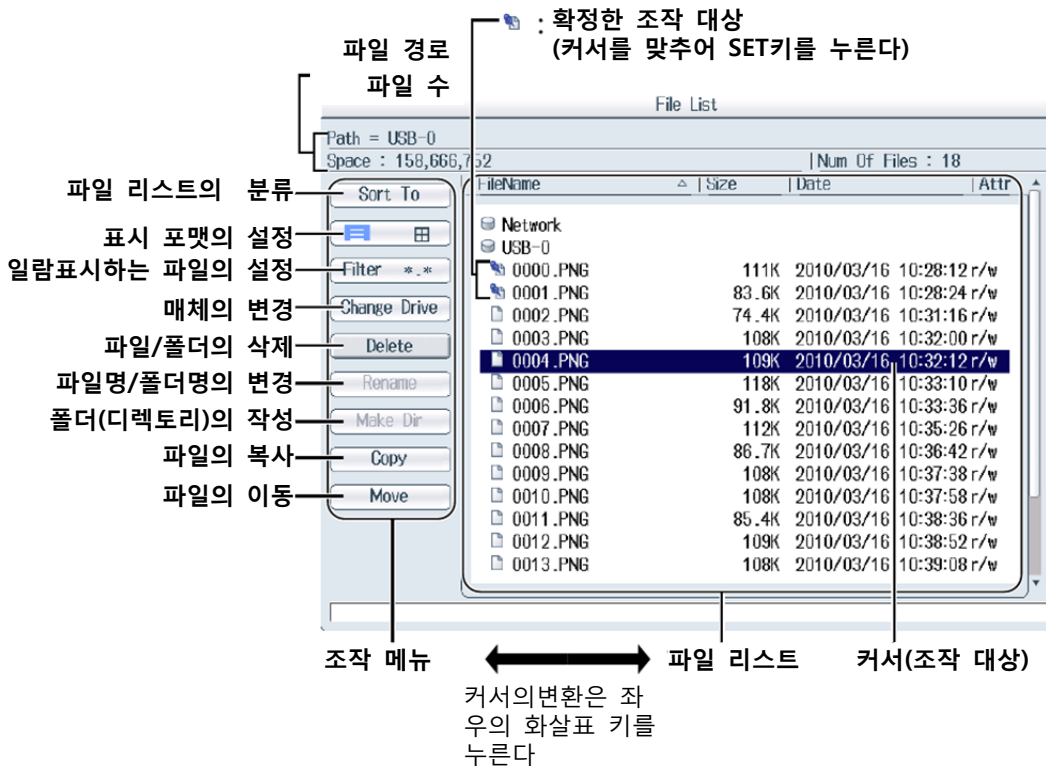 : 확정한 조작 대상
(커서를 맞추어 SET키를 누른다)
파일 경로
파일 수
File List
Path = USB-0
Space : 158,666,752 Num Of Files : 18
파일 리스트의 분류
Sort To
표시 포맷의 설정
일람표시하는 파일의 설정
Filter *.*
매체의 변경
Change Drive
파일/폴더의 삭제
Delete
파일명/폴더명의 변경
Rename
폴더(디렉토리)의 작성
Make Dir
파일의 복사
Copy
파일의 이동
Move
FileName Size Date Attr
Network
USB-0
0000.PNG 111K 2010/03/16 10:28:12 r/w
0001.PNG 83.6K 2010/03/16 10:28:24 r/w
0002.PNG 74.4K 2010/03/16 10:31:16 r/w
0003.PNG 108K 2010/03/16 10:32:00 r/w
0004.PNG 109K 2010/03/16 10:32:12 r/w
0005.PNG 118K 2010/03/16 10:33:10 r/w
0006.PNG 91.8K 2010/03/16 10:33:36 r/w
0007.PNG 112K 2010/03/16 10:35:26 r/w
0008.PNG 86.7K 2010/03/16 10:36:42 r/w
0009.PNG 108K 2010/03/16 10:37:38 r/w
0010.PNG 108K 2010/03/16 10:37:58 r/w
0011.PNG 85.4K 2010/03/16 10:38:36 r/w
0012.PNG 109K 2010/03/16 10:38:52 r/w
0013.PNG 108K 2010/03/16 10:39:08 r/w
조작 메뉴
파일 리스트
커서(조작 대상)
커서의변환은 좌
우의 화살표 키를
누른다